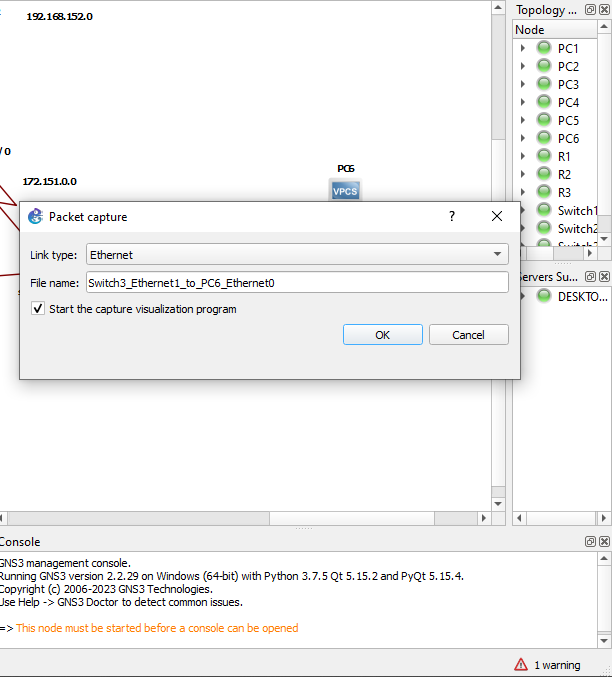 192.168.152.0
/ 0
172.151.0.0
PC6
VPCS
Topology ...
Node
PC1
PC2
PC3
PC4
PC5
PC6
R1
R2
R3
Switch1
Switch2
Packet capture
?
Link type:
Ethernet
File name:
Switch3_Ethernet1_to_PC6_Ethernet0
Start the capture visualization program
OK
Cancel
Servers Su...
DESKTO...
Console
GNS3 management console.
Running GNS3 version 2.2.29 on Windows (64-bit) with Python 3.7.5 Qt 5.15.2 and PyQt 5.15.4.
Copyright (c) 2006-2023 GNS3 Technologies.
Use Help -> GNS3 Doctor to detect common issues.
=> This node must be started before a console can be opened
1 warning